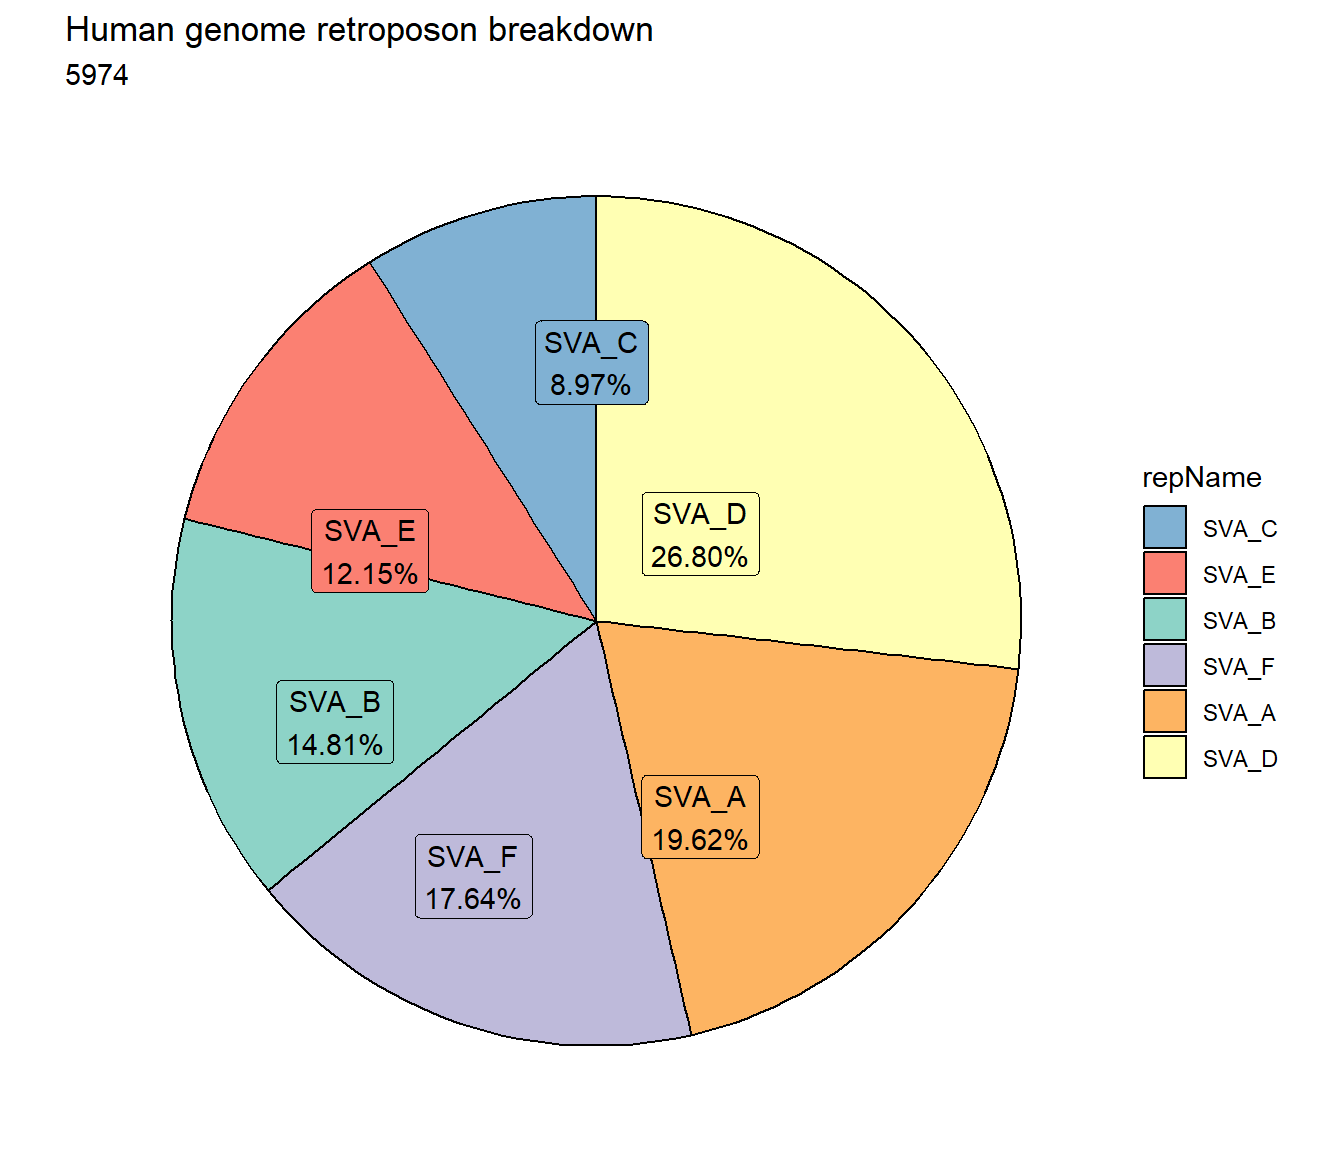 Human genome retroposon breakdown
5974
SVA_C
8.97%
SVA_D
26.80%
SVA_E
12.15%
SVA_B
14.81%
SVA_A
19.62%
SVA_F
17.64%
repName
SVA_C
SVA_E
SVA_B
SVA_F
SVA_A
SVA_D